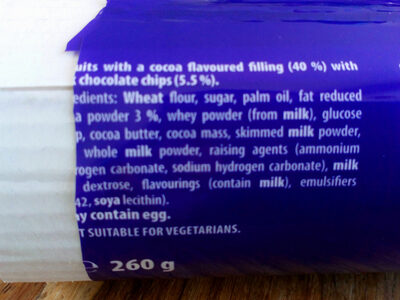 uits with a cocoa flavoured filling (40 %) with
chocolate chips (5.5 %).
edients: Wheat flour, sugar, palm oil, fat reduced
a powder 3 %, whey powder (from milk), glucose
p, cocoa butter, cocoa mass, skimmed milk powder,
whole milk powder, raising agents (ammonium
rogen carbonate, sodium hydrogen carbonate), milk
dextrose, flavourings (contain milk), emulsifiers
42, soya lecithin).
ay contain egg.
T SUITABLE FOR VEGETARIANS.
e 260 g